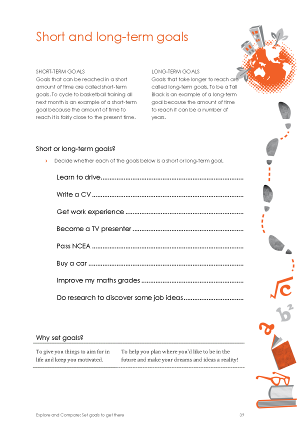 Short and long-term goals
SHORT-TERM GOALS
Goals that can be reached in a short
amount of time are called short-term
goals. To cycle to basketball training all
next month is an example of a short-term
goal because the amount of time to
reach it is fairly close to the present time.
LONG-TERM GOALS
Goals that take longer to reach are
called long-term goals. To be a Tall
Black is an example of a long-term
goal because the amount of time
to reach it can be a number of
years.
Short or long-term goals?
• Decide whether each of the goals below is a short or long-term goal.
Learn to drive
Write a CV
Get work experience
Become a TV presenter
Pass NCEA
Buy a car
Improve my maths grades
Do research to discover some job ideas
Why set goals?
To give you things to aim for in
life and keep you motivated.
To help you plan where you'd like to be in the
future and make your dreams and ideas a reality!
Explore and Compare: Set goals to get there
√c
b
a